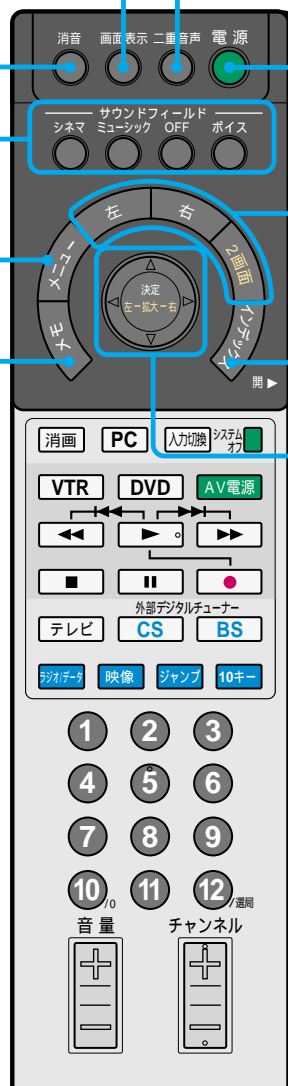 消音 画面表示 二重音声 電源
サウンドフィールド
シネマ ミュージック OFF ボイス
左 右
メニュー 2画面
決定
左－拡大－右
メモ インデックス
開
消画 PC 入力切換 システム
オフ
VTR DVD AV電源
外部デジタルチューナー
テレビ CS BS
ラジオ/データ 映像 ジャンプ 10キー
1 2 3
4 5 6
7 8 9
10 /0 11 12 /選局
音量 チャンネル
+ +
− −